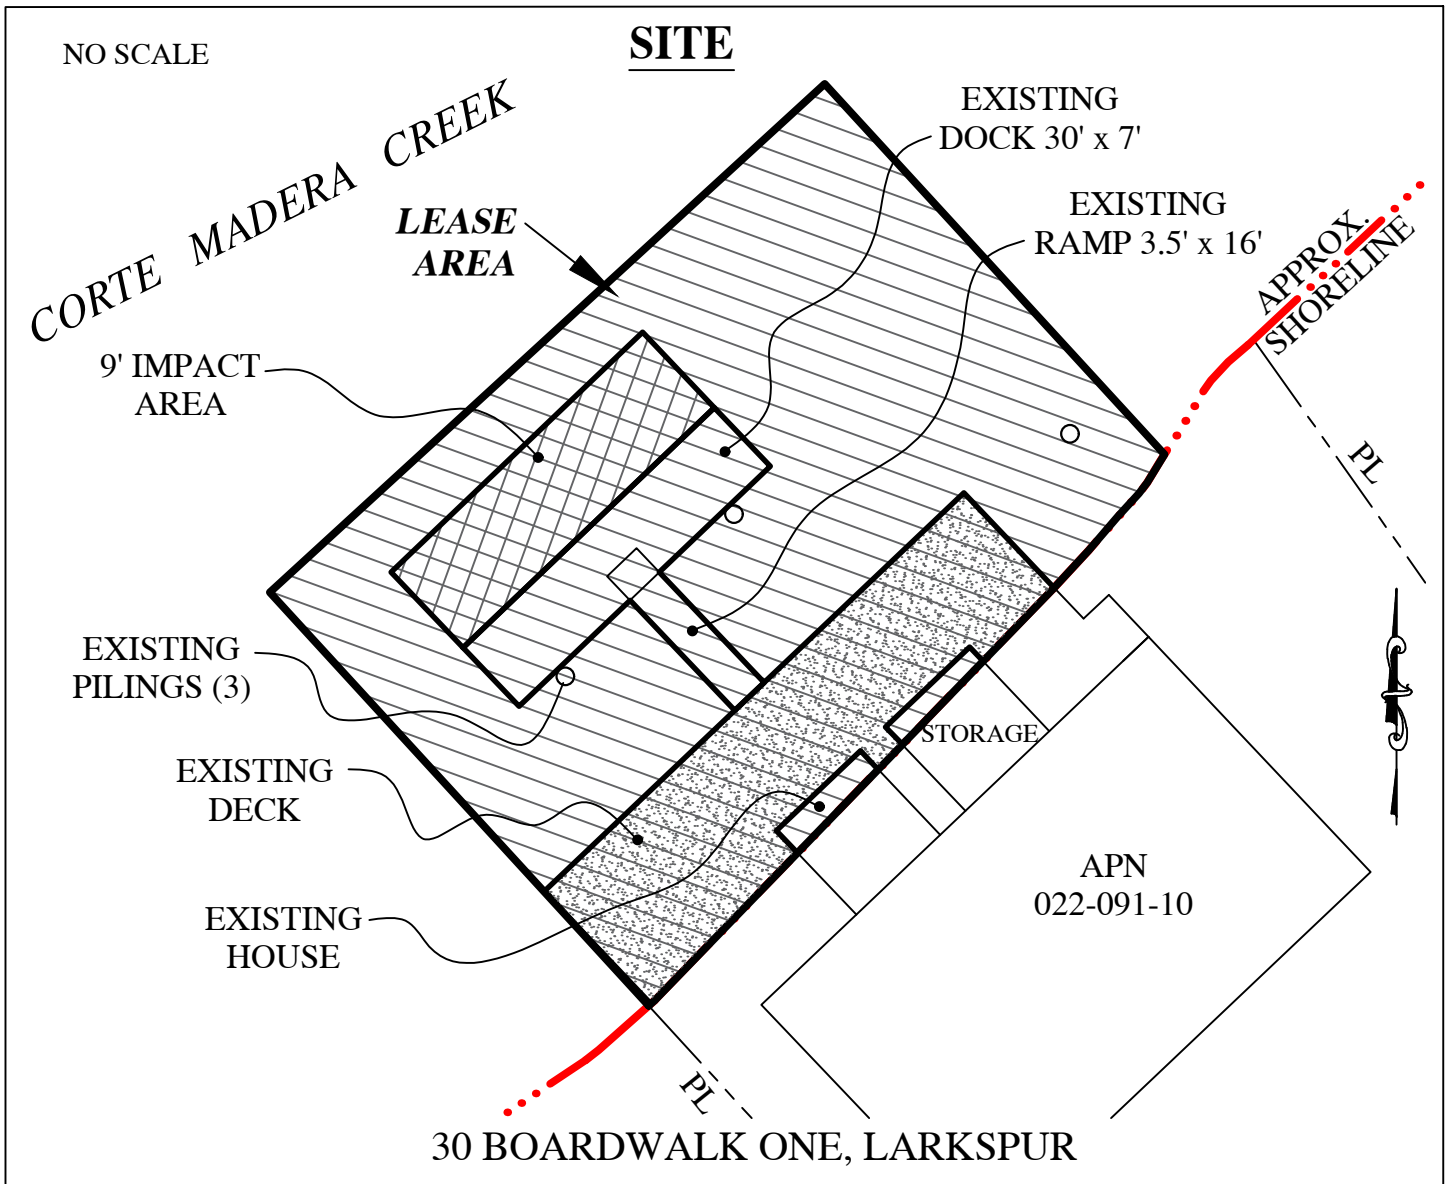 NO SCALE
SITE
CORTE MADERA CREEK
EXISTING
DOCK 30' x 7'
LEASE
AREA
EXISTING
RAMP 3.5' x 16'
APPROX.
SHORELINE
9' IMPACT
AREA
PL
EXISTING
PILINGS (3)
STORAGE
EXISTING
DECK
APN
022-091-10
EXISTING
HOUSE
PL
30 BOARDWALK ONE, LARKSPUR